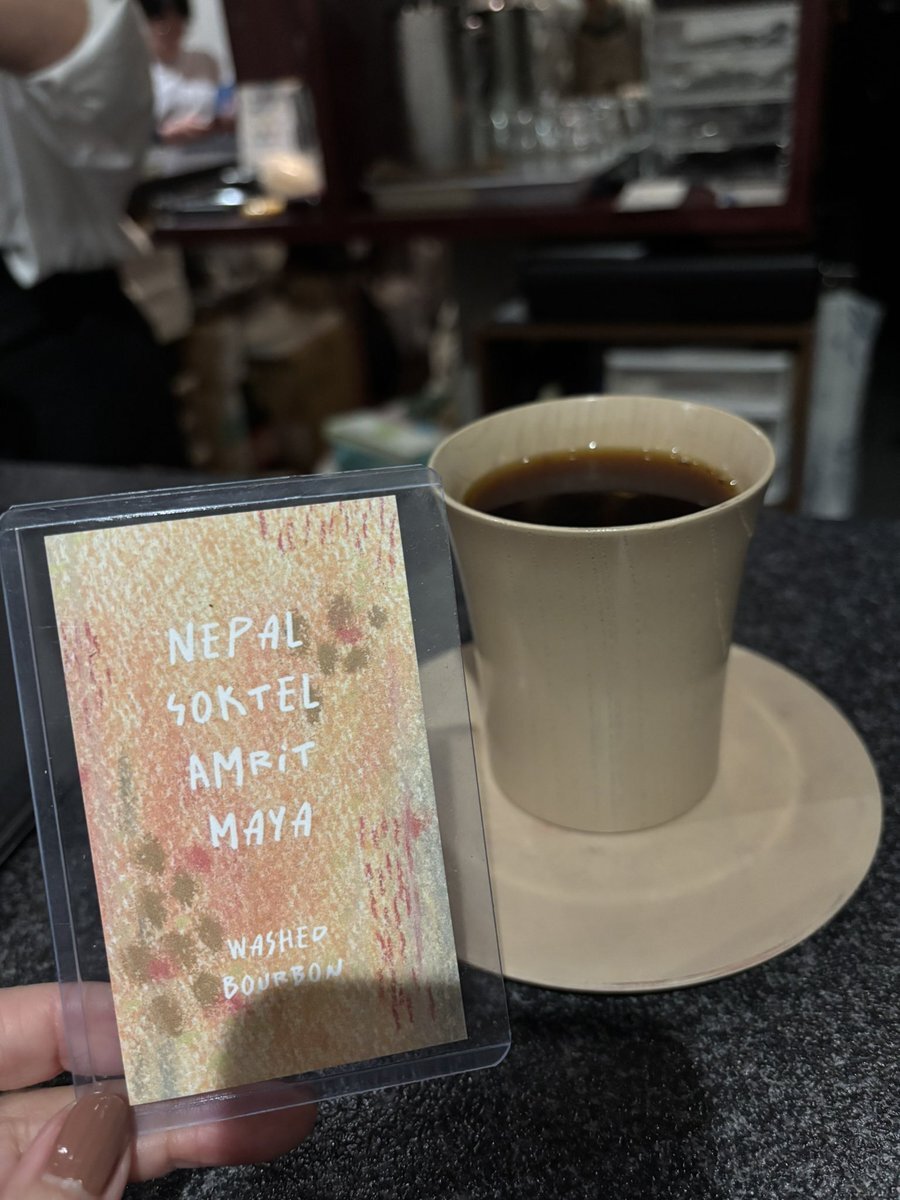 NEPAL
SOKTEL
AMRIT
MAYA
WASHED
BOURBON